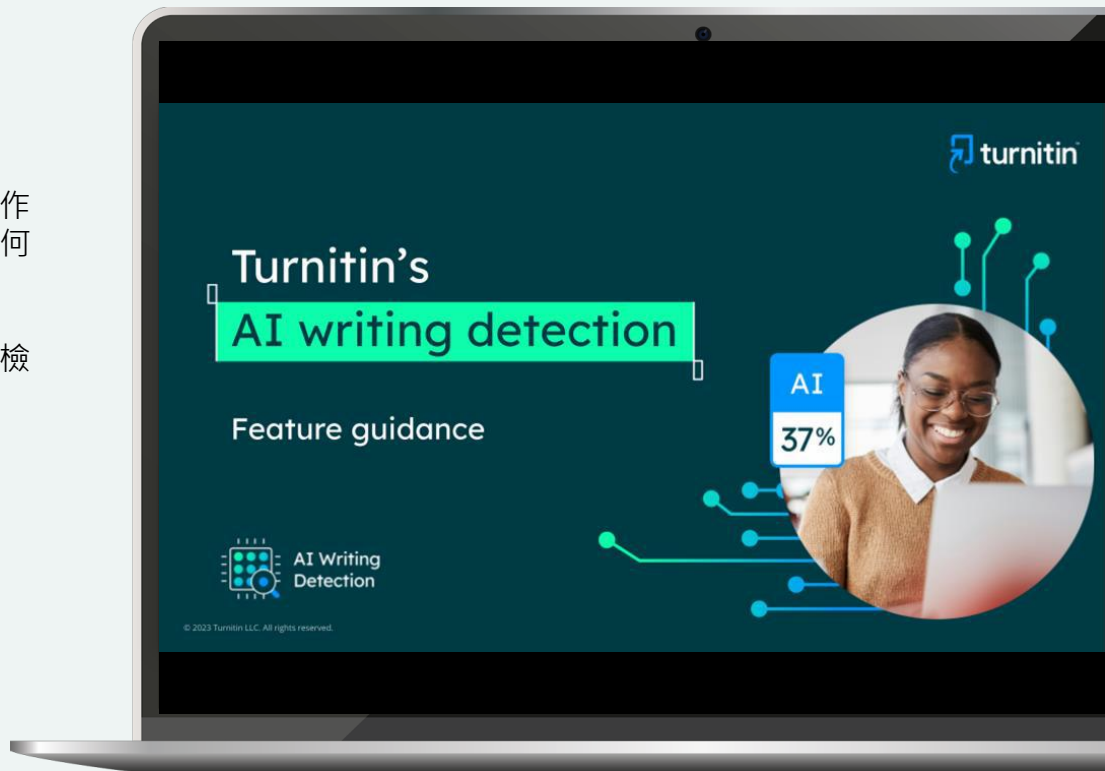 作
何
檢
turnitin
Turnitin's
AI writing detection
Feature guidance
AI
37%
AI Writing
Detection
© 2023 Turnitin LLC. All rights reserved.